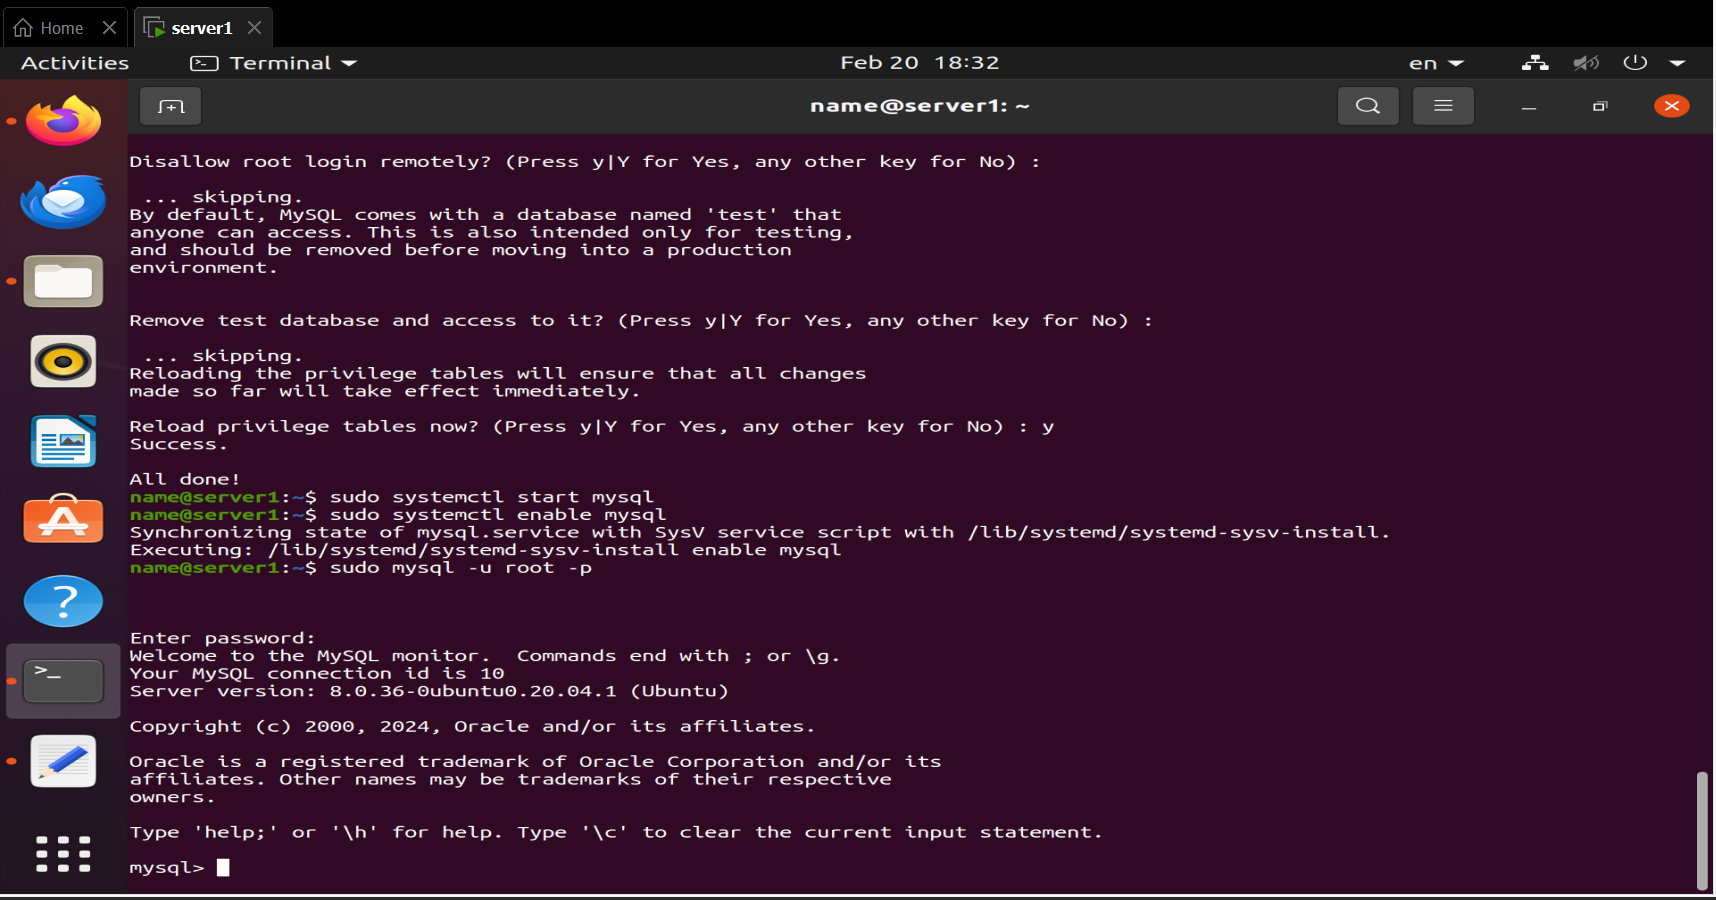 Home
server1
Activities
Terminal
Feb 20 18:32
en
name@server1: ~
Disallow root login remotely? (Press y|Y for Yes, any other key for No) :
... skipping.
By default, MySQL comes with a database named 'test' that
anyone can access. This is also intended only for testing,
and should be removed before moving into a production
environment.
Remove test database and access to it? (Press y|Y for Yes, any other key for No) :
... skipping.
Reloading the privilege tables will ensure that all changes
made so far will take effect immediately.
Reload privilege tables now? (Press y|Y for Yes, any other key for No) : y
Success.
All done!
name@server1:~$ sudo systemctl start mysql
name@server1:~$ sudo systemctl enable mysql
Synchronizing state of mysql.service with SysV service script with /lib/systemd/systemd-sysv-install.
Executing: /lib/systemd/systemd-sysv-install enable mysql
name@server1:~$ sudo mysql -u root -p
Enter password:
Welcome to the MySQL monitor.  Commands end with ; or \g.
Your MySQL connection id is 10
Server version: 8.0.36-0ubuntu0.20.04.1 (Ubuntu)
Copyright (c) 2000, 2024, Oracle and/or its affiliates.
Oracle is a registered trademark of Oracle Corporation and/or its
affiliates. Other names may be trademarks of their respective
owners.
Type 'help;' or '\h' for help. Type '\c' to clear the current input statement.
mysql>